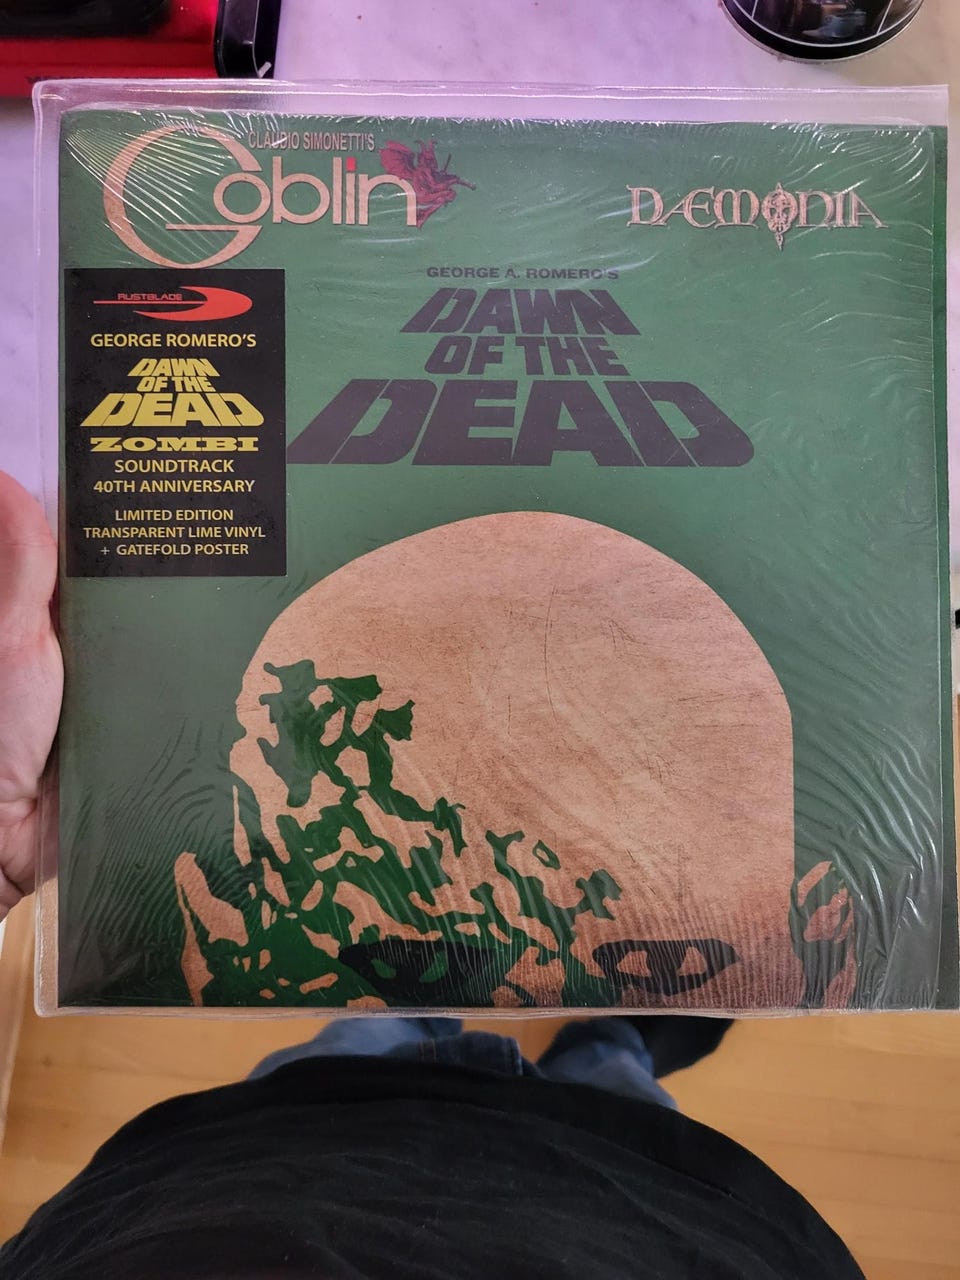 CLAUDIO SIMONETTI'S
Goblin
DÆMONIA
GEORGE A. ROMERO'S
DAWN
OF THE
DEAD
RUSTBLADE
GEORGE ROMERO'S
DAWN
OF THE
DEAD
ZOMBI
SOUNDTRACK
40TH ANNIVERSARY
LIMITED EDITION
TRANSPARENT LIME VINYL
+ GATEFOLD POSTER